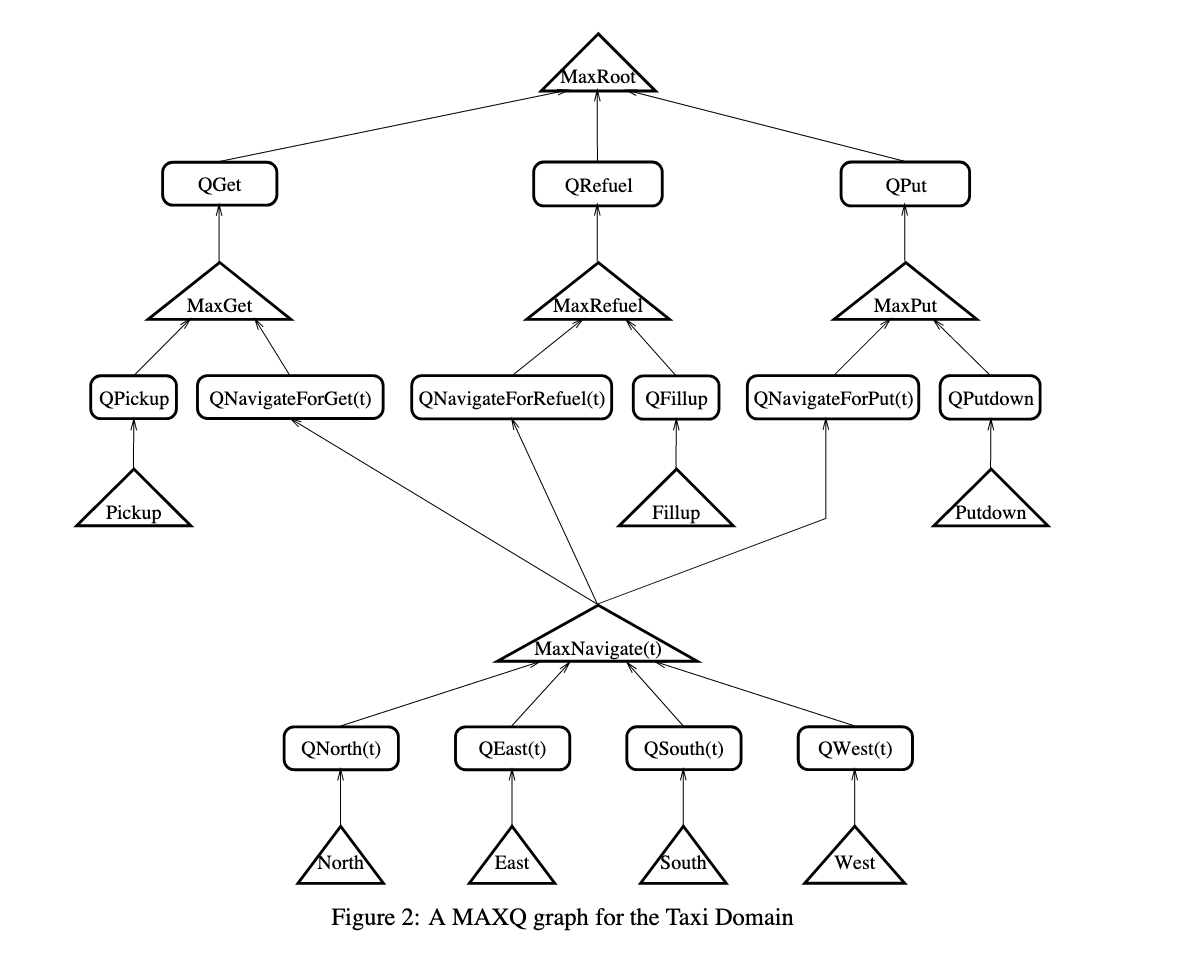 MaxRoot
QGet
QRefuel
QPut
MaxGet
MaxRefuel
MaxPut
QPickup
QNavigateForGet(t)
QNavigateForRefuel(t)
QFillup
QNavigateForPut(t)
QPutdown
Pickup
Fillup
Putdown
MaxNavigate(t)
QNorth(t)
QEast(t)
QSouth(t)
QWest(t)
North
East
South
West
Figure 2: A MAXQ graph for the Taxi Domain